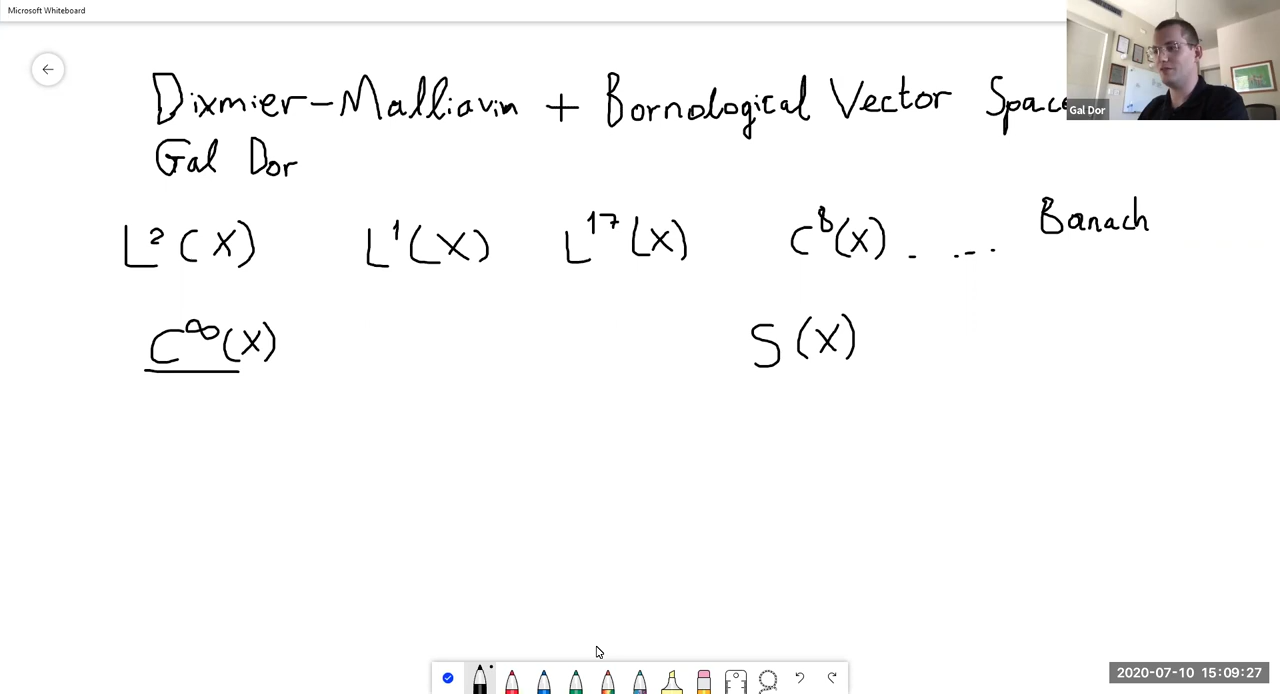 Microsoft Whiteboard
Dixmier-Malliavin + Bornological Vector Space
Gal Dor
Gal Dor
L²(X) L¹(X) L¹⁷(X) C⁸(X). ... Banach
C^∞(X) S(X)
2020-07-10 15:09:27